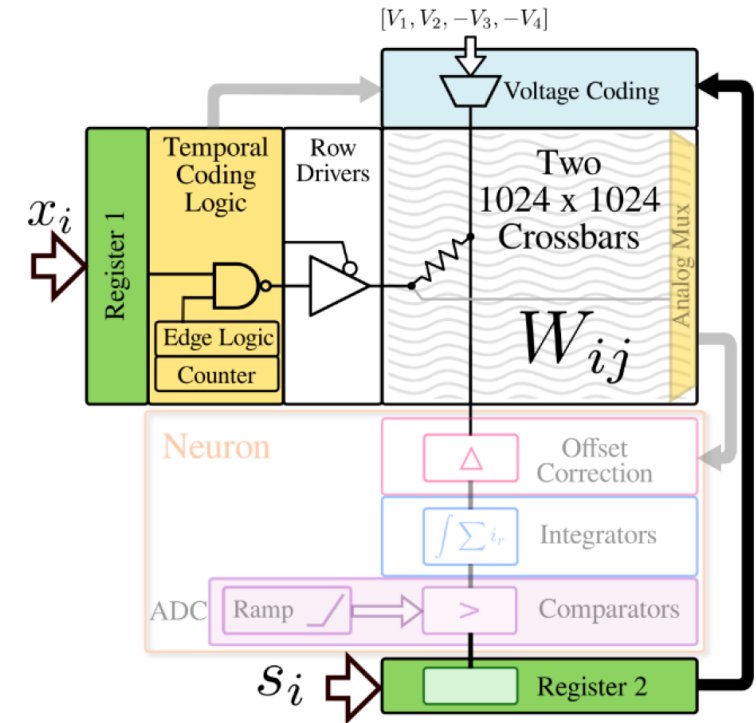 [V₁, V₂, −V₃, −V₄]
Voltage Coding
xᵢ
Register 1
Temporal
Coding
Logic
Edge Logic
Counter
Row
Drivers
Two
1024 x 1024
Crossbars
Wᵢⱼ
Analog Mux
Neuron
△
Offset
Correction
∫ ∑ iᵣ
Integrators
ADC
Ramp
>
Comparators
sᵢ
Register 2